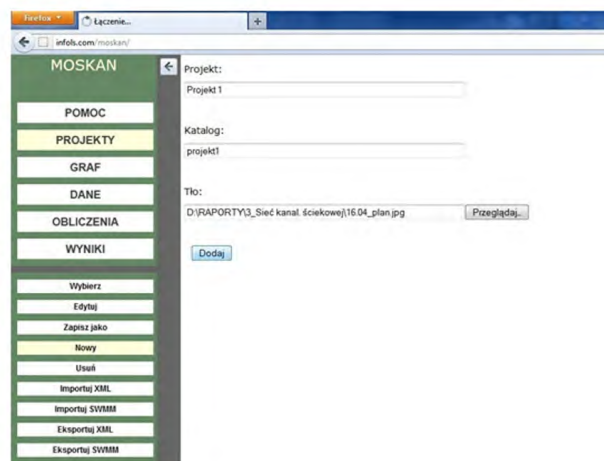 Firefox
Łączenie...
infols.com/moskan/
MOSKAN
POMOC
PROJEKTY
GRAF
DANE
OBLICZENIA
WYNIKI
Wybierz
Edytuj
Zapisz jako
Nowy
Usuń
Importuj XML
Importuj SWMM
Eksportuj XML
Eksportuj SWMM
Projekt:
Projekt 1
Katalog:
projekt1
Tło:
D:\RAPORTY\3_Sieć kanal. ściekowej\16.04_plan.jpg
Przeglądaj...
Dodaj